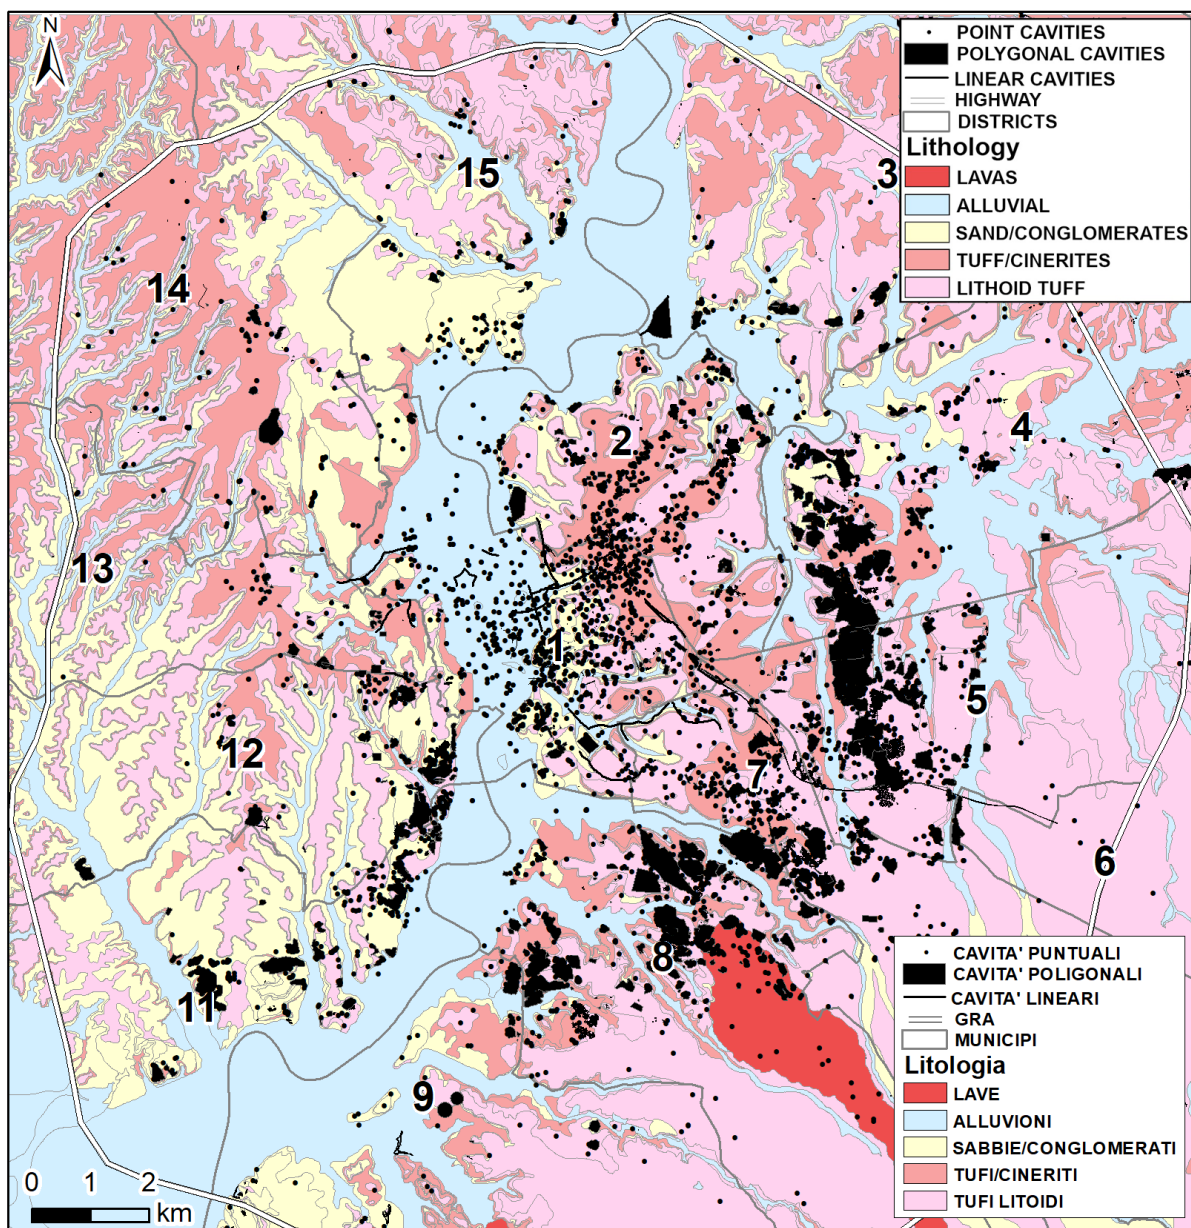 N
POINT CAVITIES
POLYGONAL CAVITIES
LINEAR CAVITIES
HIGHWAY
DISTRICTS
Lithology
LAVAS
ALLUVIAL
SAND/CONGLOMERATES
TUFF/CINERITES
LITHOID TUFF
15
3
14
2
4
13
1
5
12
7
6
8
11
9
CAVITA' PUNTUALI
CAVITA' POLIGONALI
CAVITA' LINEARI
GRA
MUNICIPI
Litologia
LAVE
ALLUVIONI
SABBIE/CONGLOMERATI
TUFI/CINERITI
TUFI LITOIDI
0 1 2
km